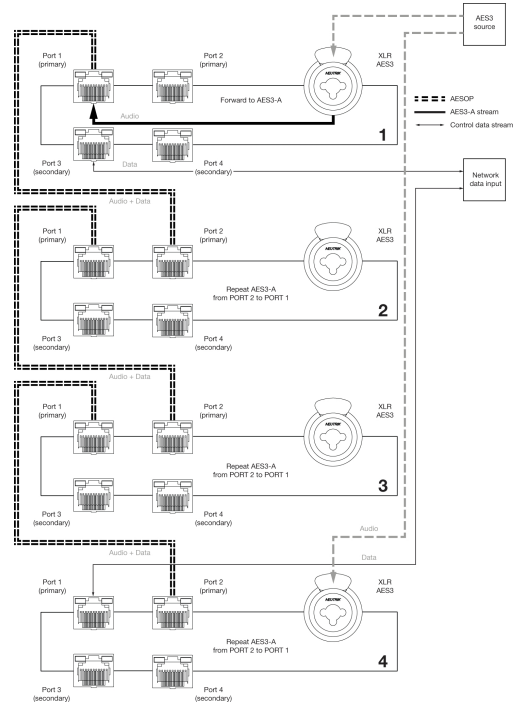 AES3
source
Port 1
(primary)
Port 2
(primary)
XLR
AES3
NEUTRIK
Forward to AES3-A
Audio
1
Port 3
(secondary)
Data
Port 4
(secondary)
AESOP
AES3-A stream
Control data stream
Network
data input
Audio + Data
Port 1
(primary)
Port 2
(primary)
XLR
AES3
NEUTRIK
Repeat AES3-A
from PORT 2 to PORT 1
2
Port 3
(secondary)
Port 4
(secondary)
Audio + Data
Port 1
(primary)
Port 2
(primary)
XLR
AES3
NEUTRIK
Repeat AES3-A
from PORT 2 to PORT 1
3
Port 3
(secondary)
Port 4
(secondary)
Audio
Audio + Data
Data
Port 1
(primary)
Port 2
(primary)
XLR
AES3
NEUTRIK
Repeat AES3-A
from PORT 2 to PORT 1
4
Port 3
(secondary)
Port 4
(secondary)